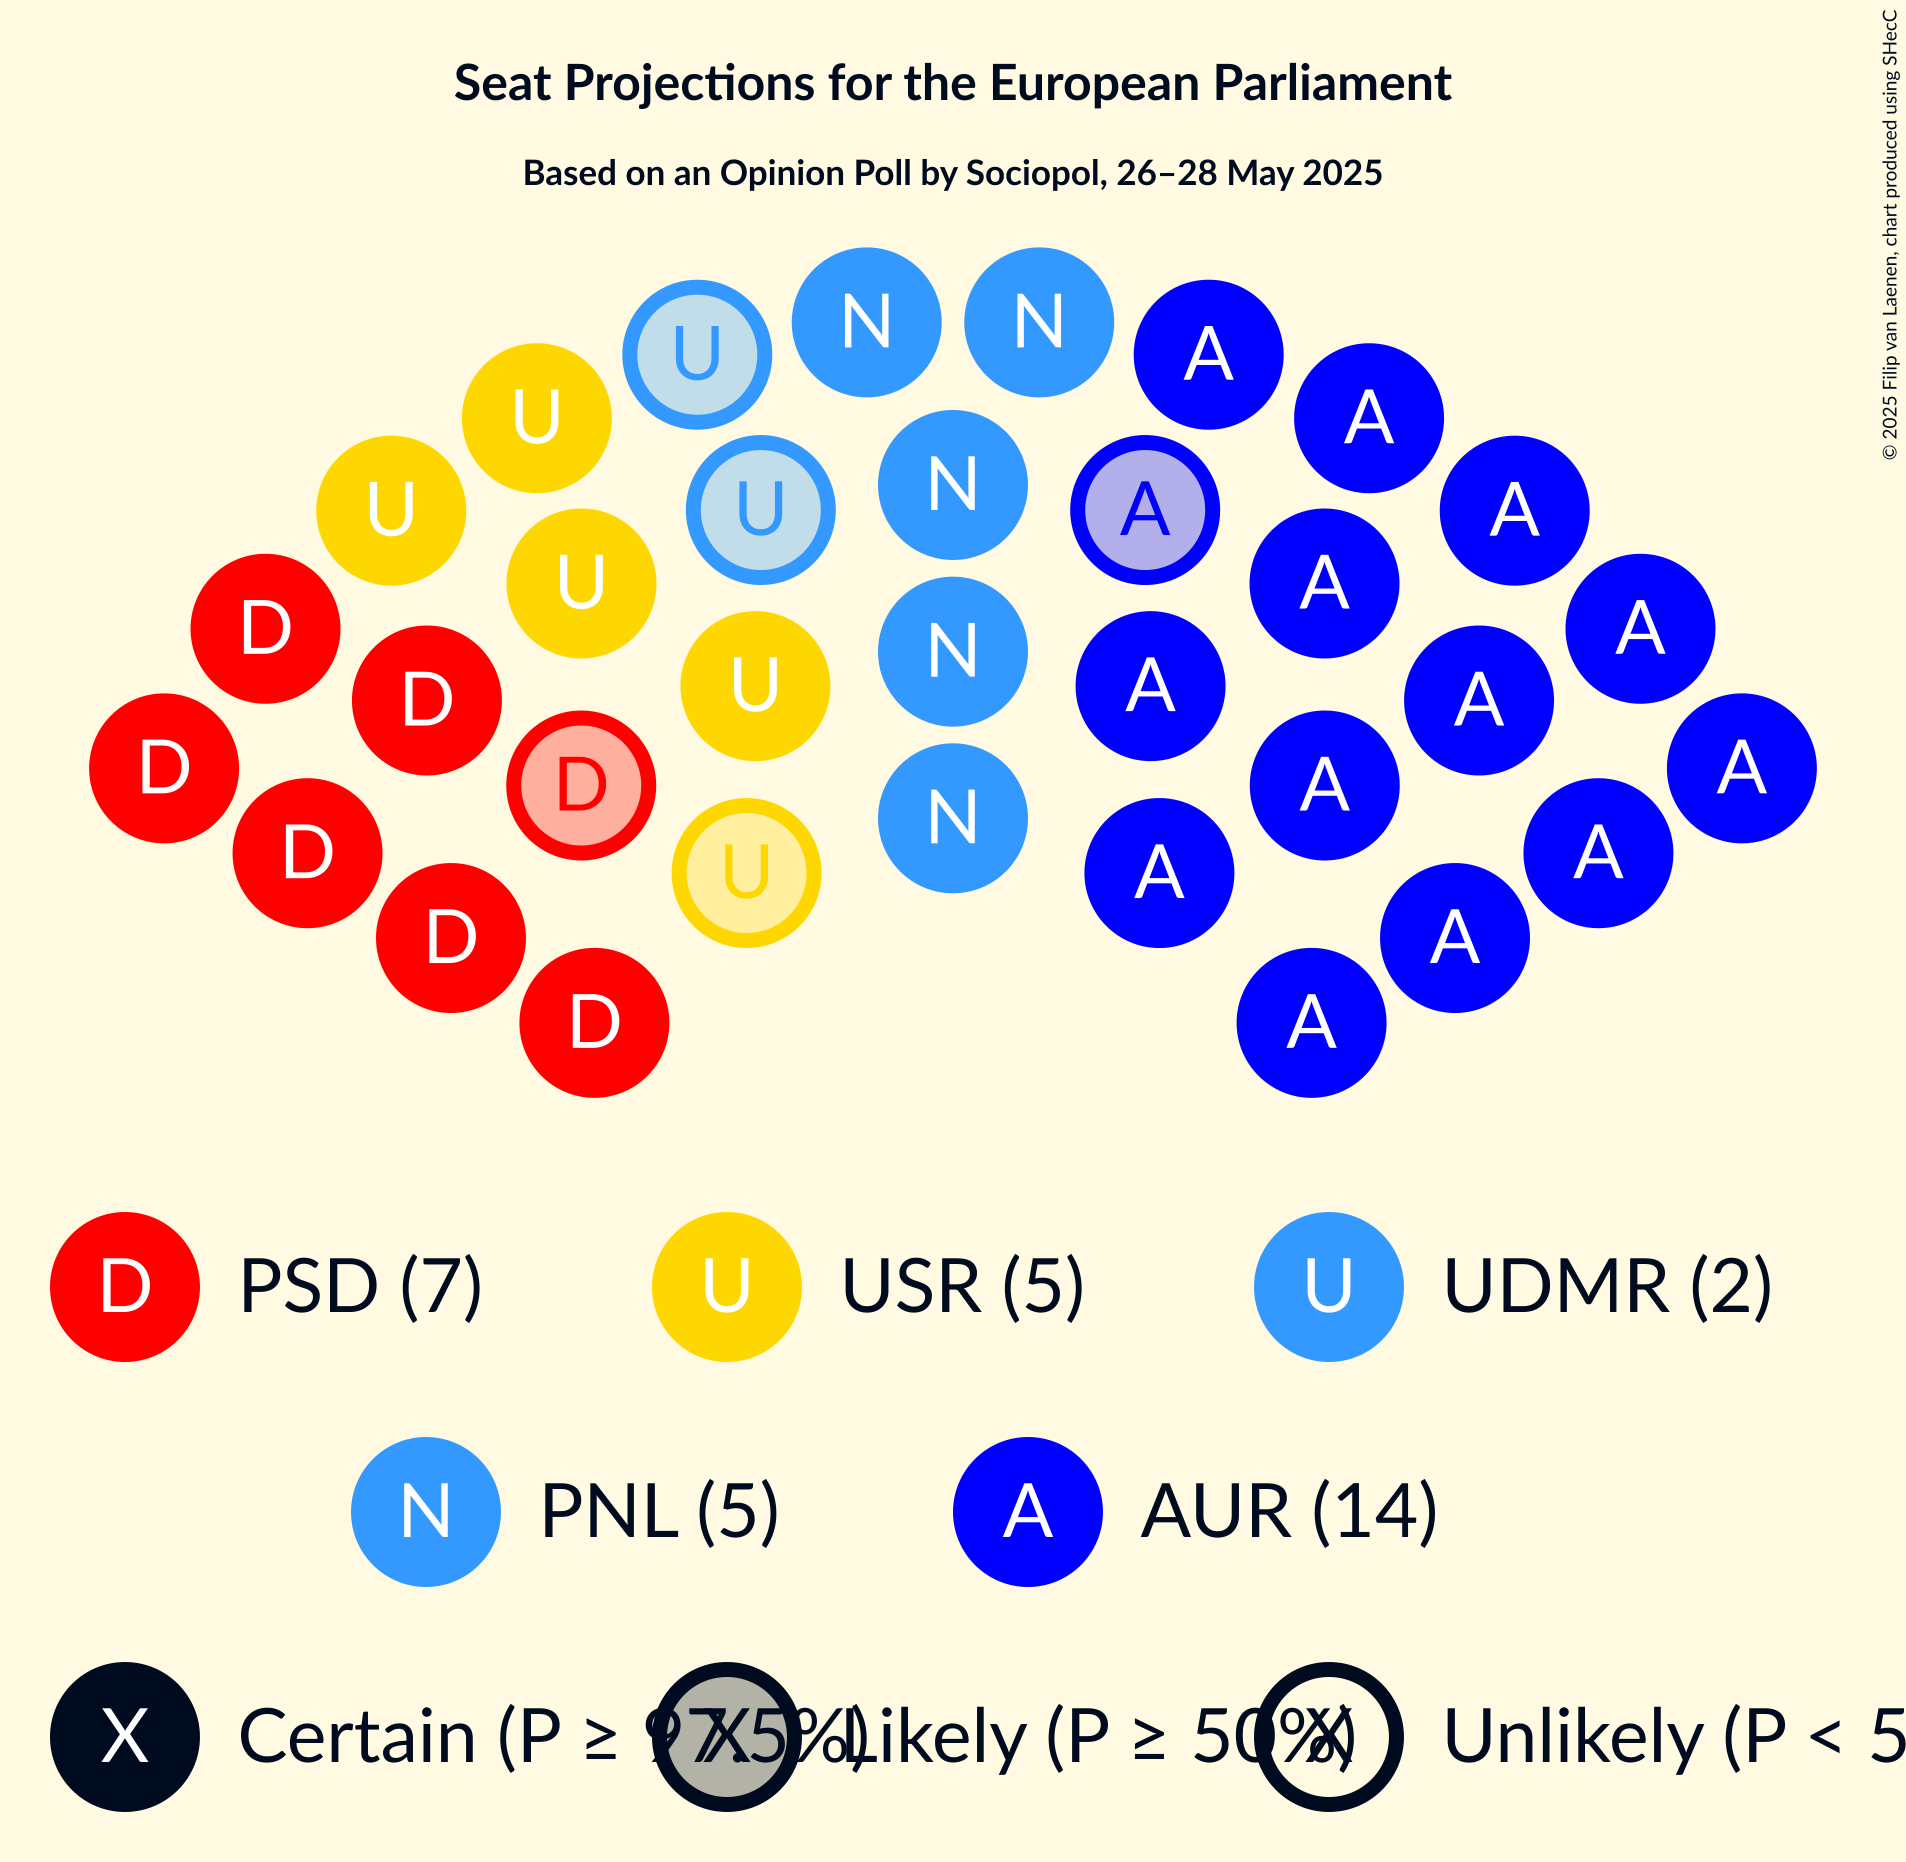 Seat Projections for the European Parliament
Based on an Opinion Poll by Sociopol, 26–28 May 2025
© 2025 Filip van Laenen, chart produced using SHecC
N N
U A
U A
N
U U A A
U A
D N A
U A
D A
D A
D N A
D A
U A
D A
D A
PSD (7)
D
USR (5)
U
UDMR (2)
U
PNL (5)
N
AUR (14)
A
X Certain (P ≥ 97.5%)
X Likely (P ≥ 50%)
X Unlikely (P < 5